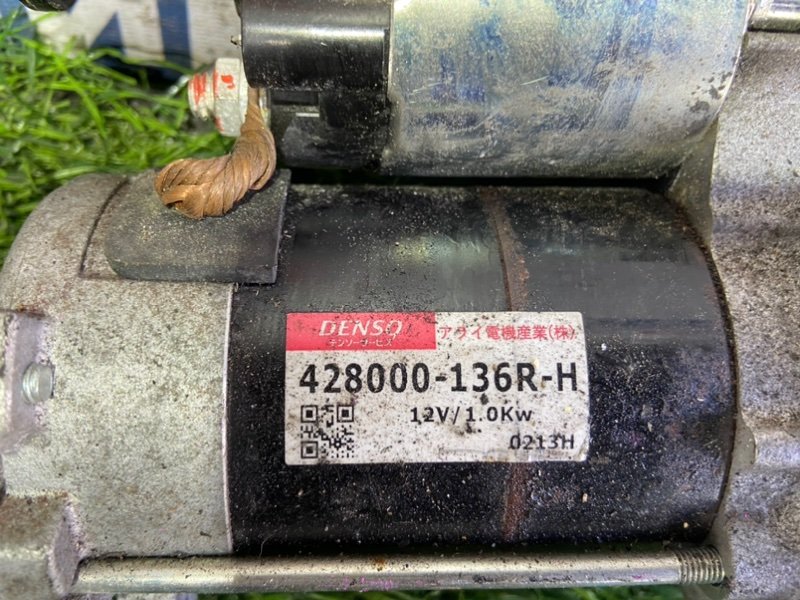 DENSO
デンソーサービス
アライ電機産業(株)
428000-136R-H
12V/1.0Kw
0213H